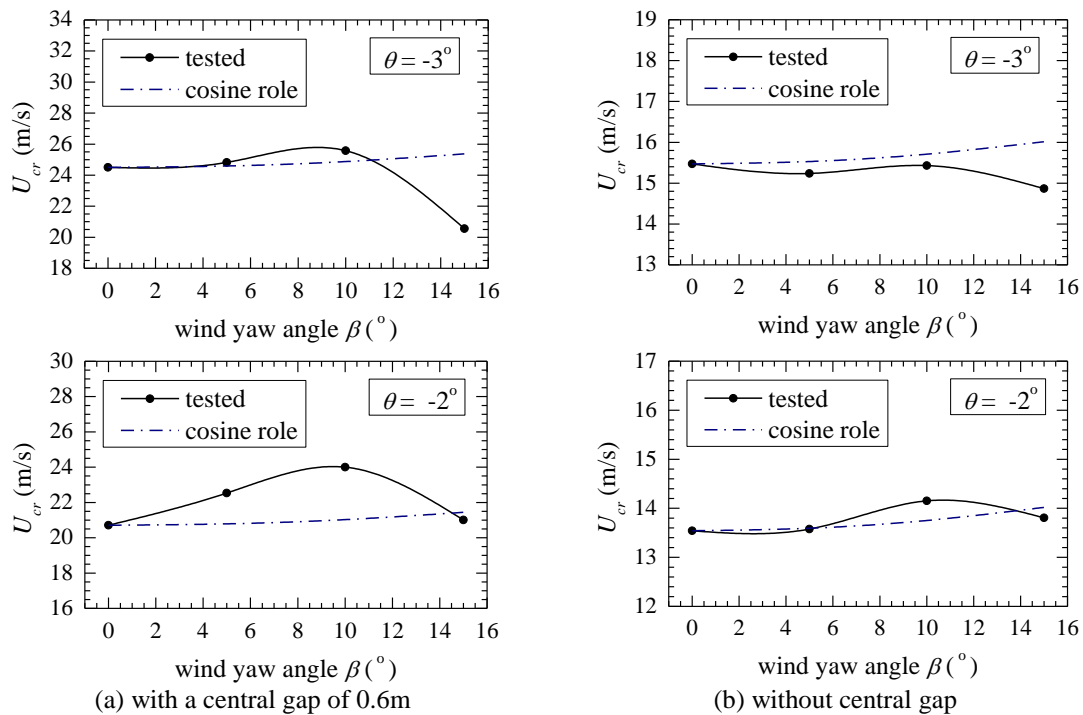 34
32
30
28
26
24
22
20
18
U_cr (m/s)
tested
cosine role
θ = -3°
0 2 4 6 8 10 12 14 16
wind yaw angle β (°)
19
18
17
16
15
14
13
U_cr (m/s)
tested
cosine role
θ = -3°
0 2 4 6 8 10 12 14 16
wind yaw angle β (°)
30
28
26
24
22
20
18
16
U_cr (m/s)
tested
cosine role
θ = -2°
0 2 4 6 8 10 12 14 16
wind yaw angle β (°)
(a) with a central gap of 0.6m
17
16
15
14
13
12
U_cr (m/s)
tested
cosine role
θ = -2°
0 2 4 6 8 10 12 14 16
wind yaw angle β (°)
(b) without central gap